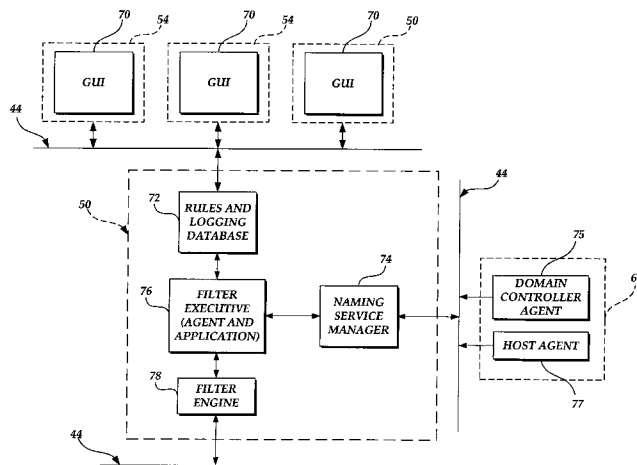 70
54
70
54
70
50
GUI
GUI
GUI
44
50
72
RULES AND
LOGGING
DATABASE
44
75
74
76
FILTER
EXECUTIVE
(AGENT AND
APPLICATION)
NAMING
SERVICE
MANAGER
DOMAIN
CONTROLLER
AGENT
6
HOST AGENT
77
78
FILTER
ENGINE
44